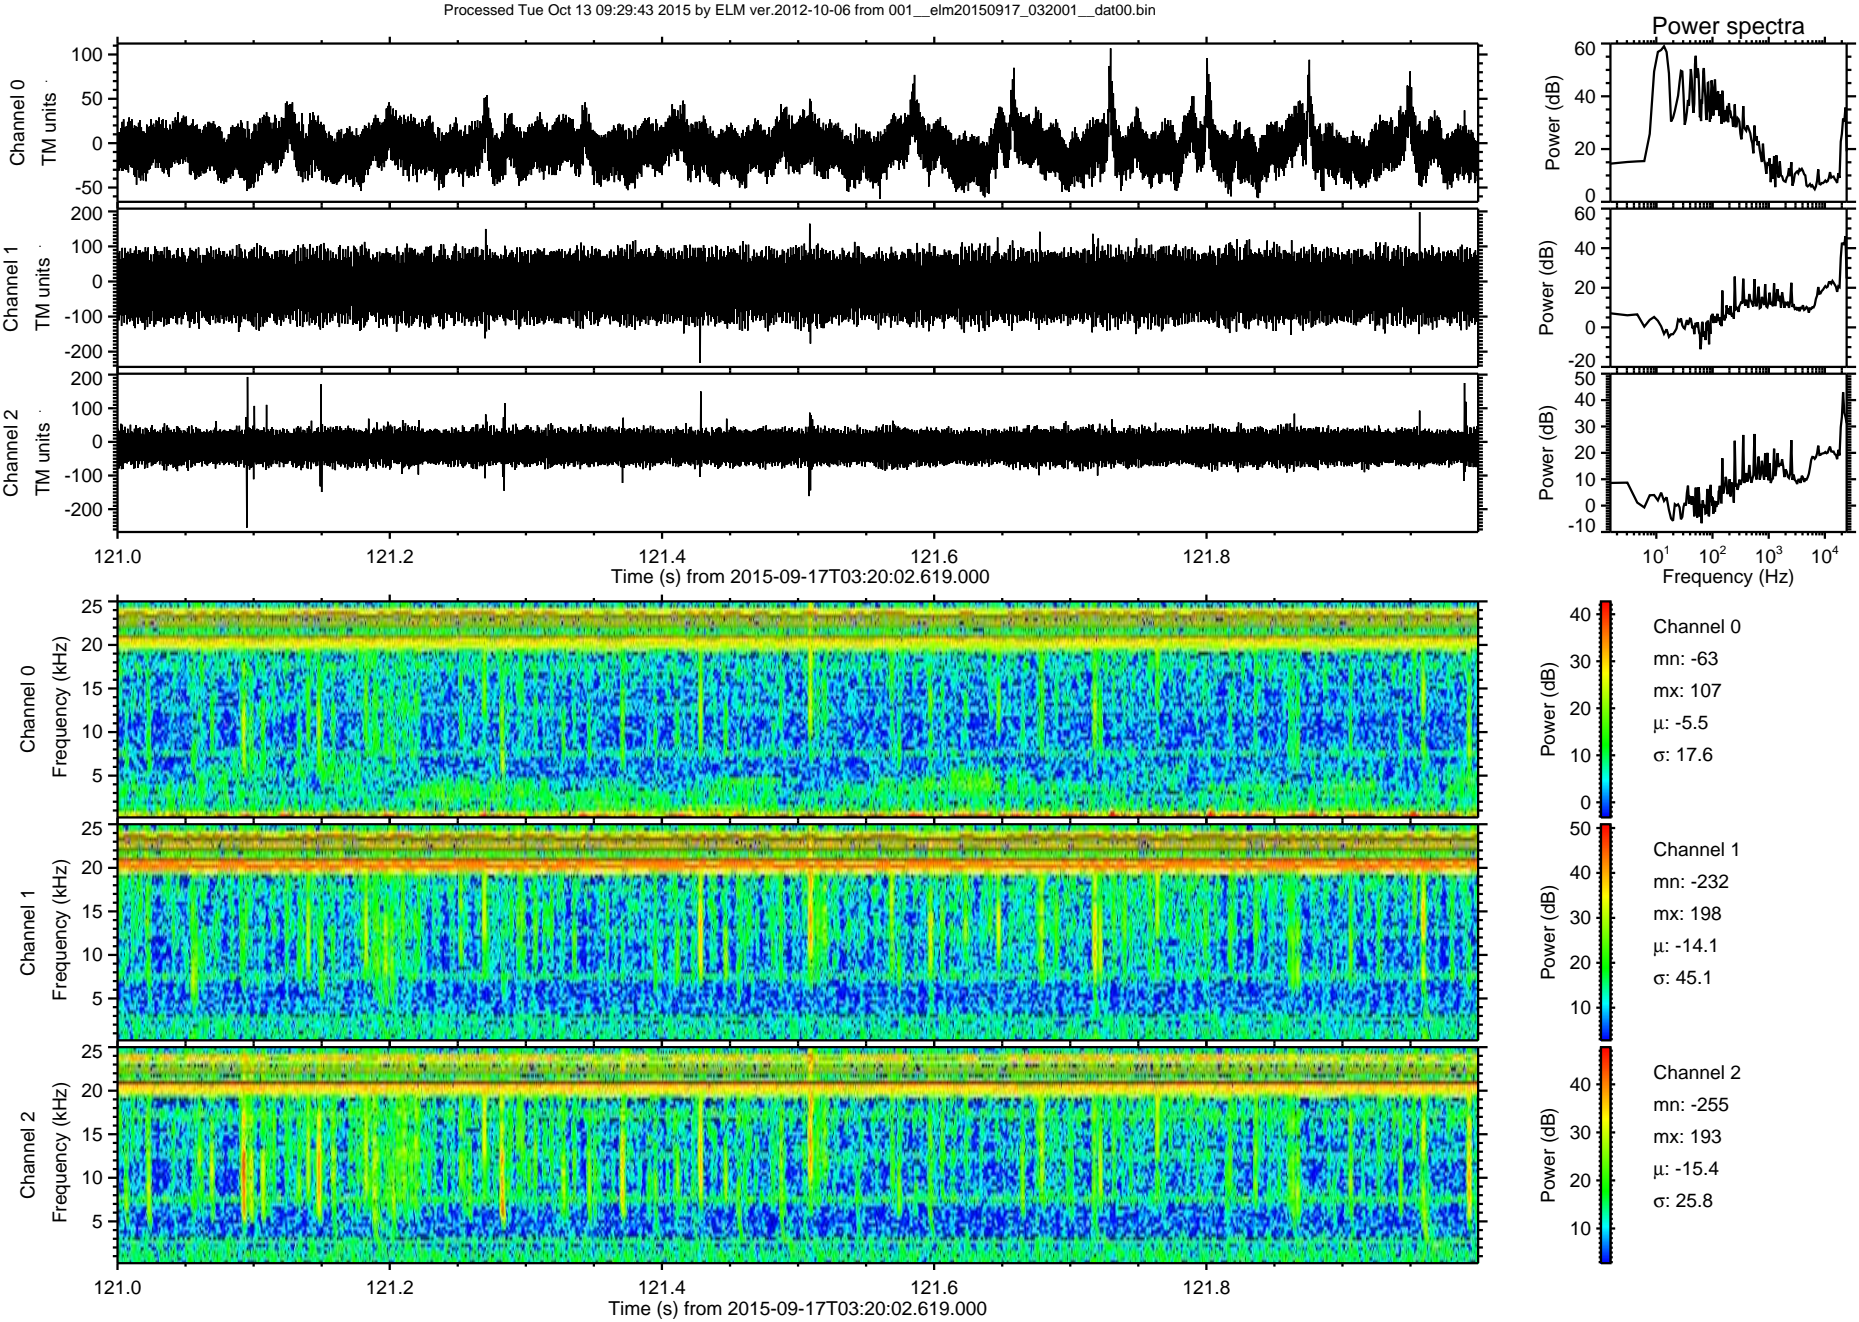 Processed Tue Oct 13 09:29:43 2015 by ELM ver.2012-10-06 from 001__elm20150917_032001__dat00.bin
Power spectra
Channel 0
TM units
100
50
0
-50
Power (dB)
60
40
20
0
Channel 1
TM units
200
100
0
-100
-200
Power (dB)
60
40
20
0
-20
Channel 2
TM units
200
100
0
-100
-200
Power (dB)
50
40
30
20
10
0
-10
121.0 121.2 121.4 121.6 121.8
Time (s) from 2015-09-17T03:20:02.619.000
10^1 10^2 10^3 10^4
Frequency (Hz)
Channel 0
Frequency (kHz)
25
20
15
10
5
Power (dB)
40
30
20
10
0
Channel 0
mn: -63
mx: 107
μ: -5.5
σ: 17.6
Channel 1
Frequency (kHz)
25
20
15
10
5
Power (dB)
50
40
30
20
10
Channel 1
mn: -232
mx: 198
μ: -14.1
σ: 45.1
Channel 2
Frequency (kHz)
25
20
15
10
5
Power (dB)
40
30
20
10
Channel 2
mn: -255
mx: 193
μ: -15.4
σ: 25.8
121.0 121.2 121.4 121.6 121.8
Time (s) from 2015-09-17T03:20:02.619.000